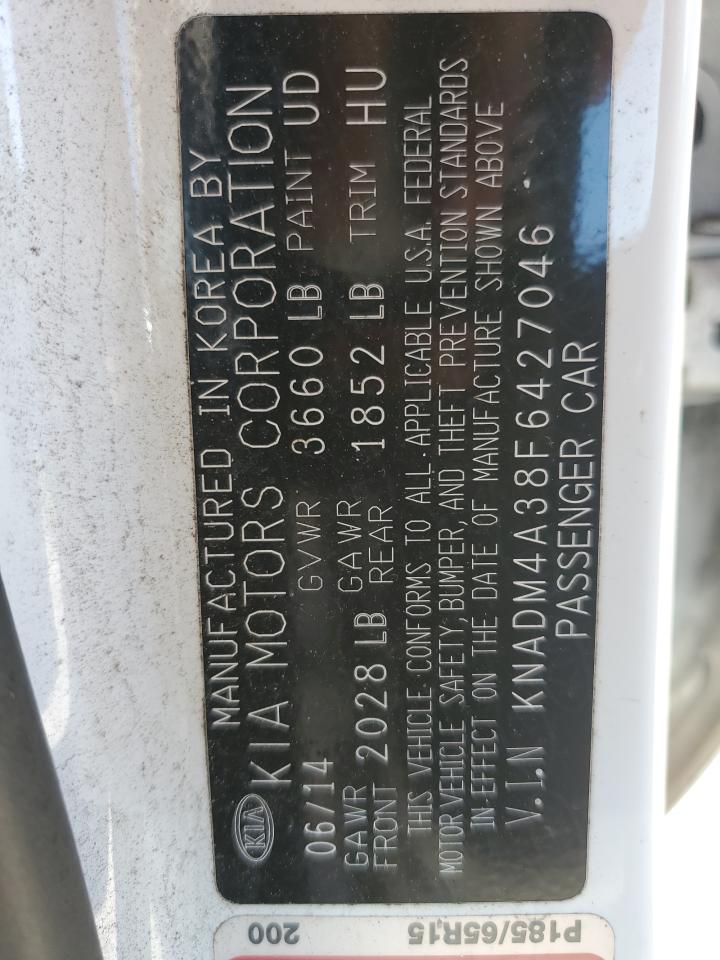 KIA
MANUFACTURED IN KOREA BY
KIA MOTORS CORPORATION
06/14 GVWR 3660 LB PAINT UD
GAWR FRONT 2028 LB GAWR REAR 1852 LB TRIM HU
THIS VEHICLE CONFORMS TO ALL APPLICABLE U.S.A. FEDERAL
MOTOR VEHICLE SAFETY, BUMPER, AND THEFT PREVENTION STANDARDS
IN EFFECT ON THE DATE OF MANUFACTURE SHOWN ABOVE
V.I.N KNADM4A38F6427046
PASSENGER CAR
P185/65R15
200